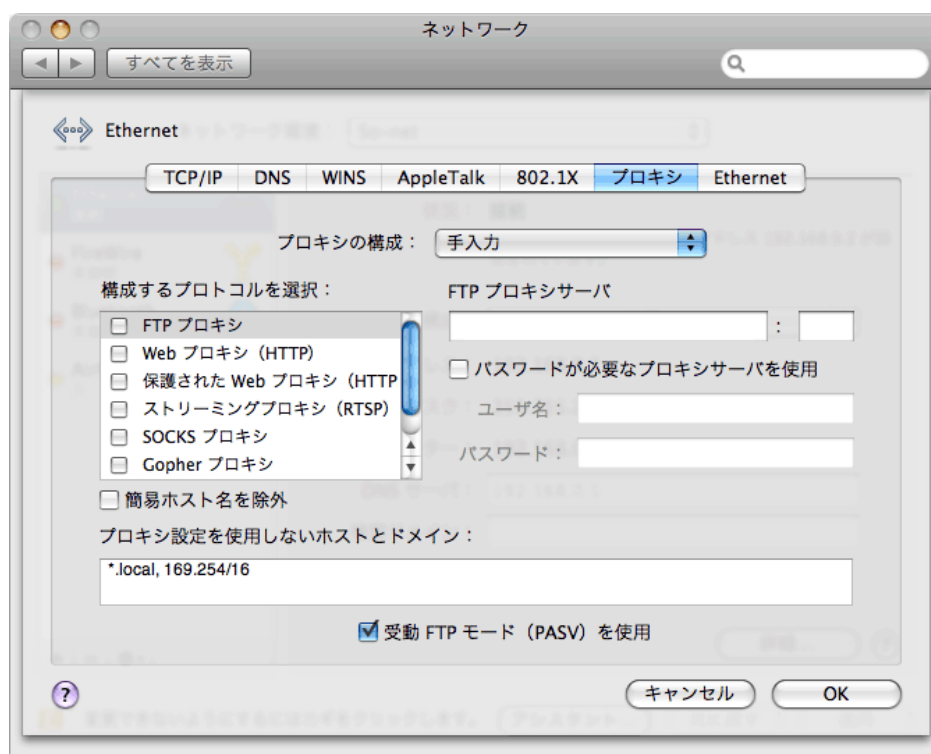 ネットワーク
すべてを表示
Ethernet
TCP/IP DNS WINS AppleTalk 802.1X プロキシ Ethernet
プロキシの構成： 手入力
構成するプロトコルを選択：
FTP プロキシ
Web プロキシ（HTTP）
保護された Web プロキシ（HTTP
ストリーミングプロキシ（RTSP）
SOCKS プロキシ
Gopher プロキシ
FTP プロキシサーバ
:
パスワードが必要なプロキシサーバを使用
ユーザ名：
パスワード：
簡易ホスト名を除外
プロキシ設定を使用しないホストとドメイン：
*.local, 169.254/16
受動 FTP モード（PASV）を使用
? キャンセル OK